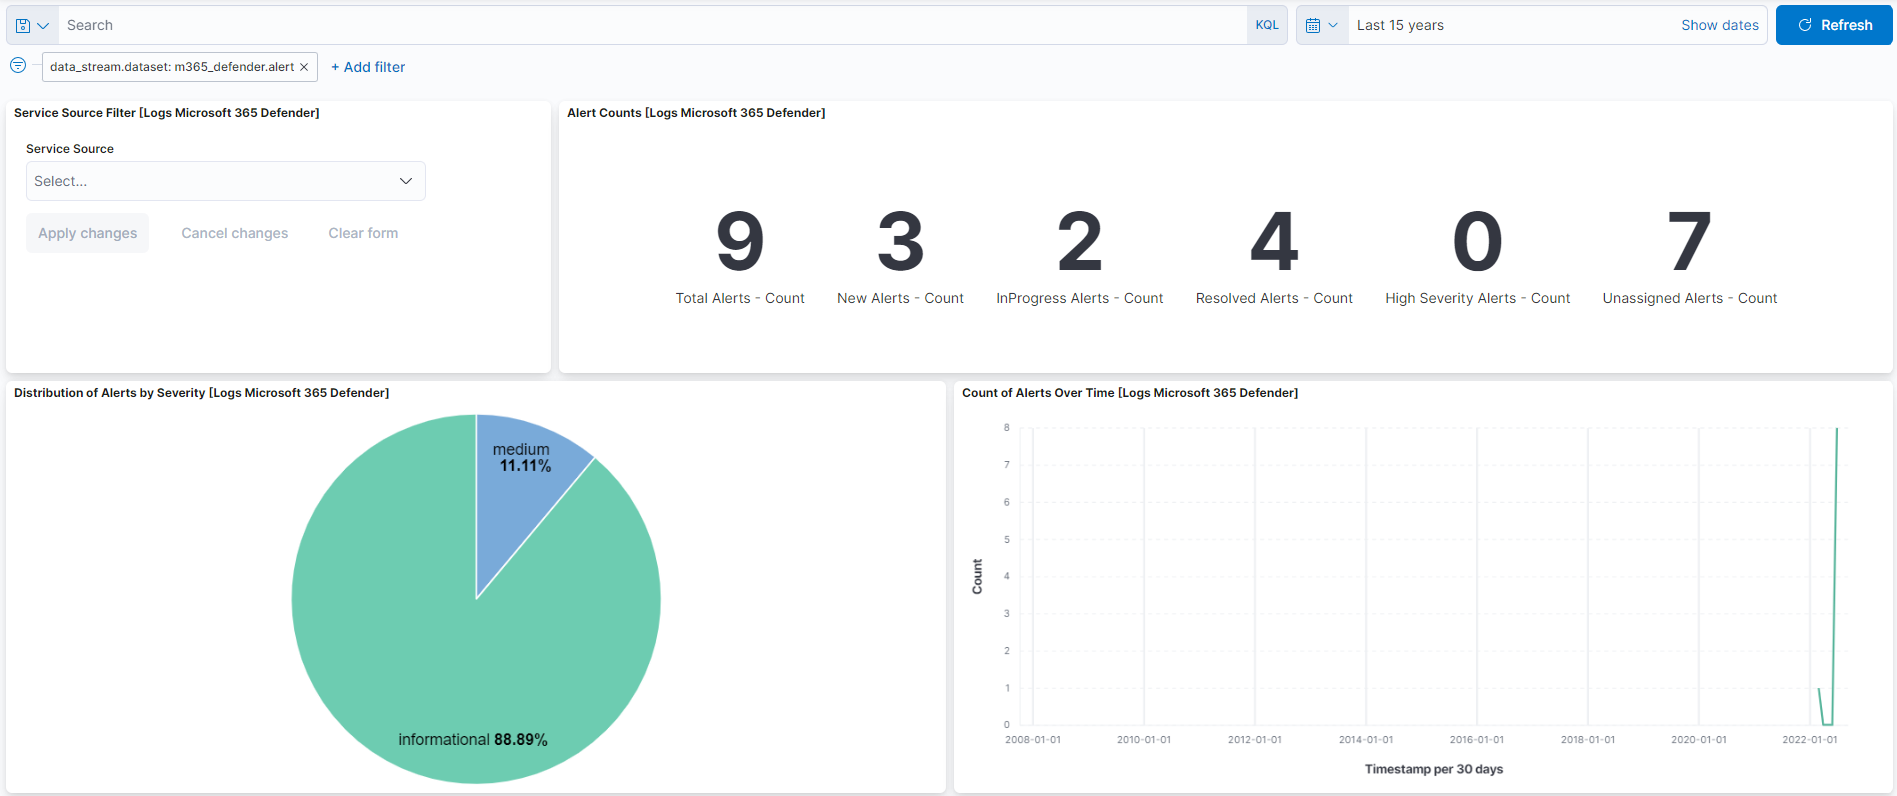 Search
KQL
Last 15 years
Show dates
Refresh
data_stream.dataset: m365_defender.alert ×
+ Add filter
Service Source Filter [Logs Microsoft 365 Defender]
Service Source
Select...
Apply changes
Cancel changes
Clear form
Alert Counts [Logs Microsoft 365 Defender]
9
Total Alerts - Count
3
New Alerts - Count
2
InProgress Alerts - Count
4
Resolved Alerts - Count
0
High Severity Alerts - Count
7
Unassigned Alerts - Count
Distribution of Alerts by Severity [Logs Microsoft 365 Defender]
medium
11.11%
informational 88.89%
Count of Alerts Over Time [Logs Microsoft 365 Defender]
8
7
6
5
4
3
2
1
0
Count
2008-01-01
2010-01-01
2012-01-01
2014-01-01
2016-01-01
2018-01-01
2020-01-01
2022-01-01
Timestamp per 30 days